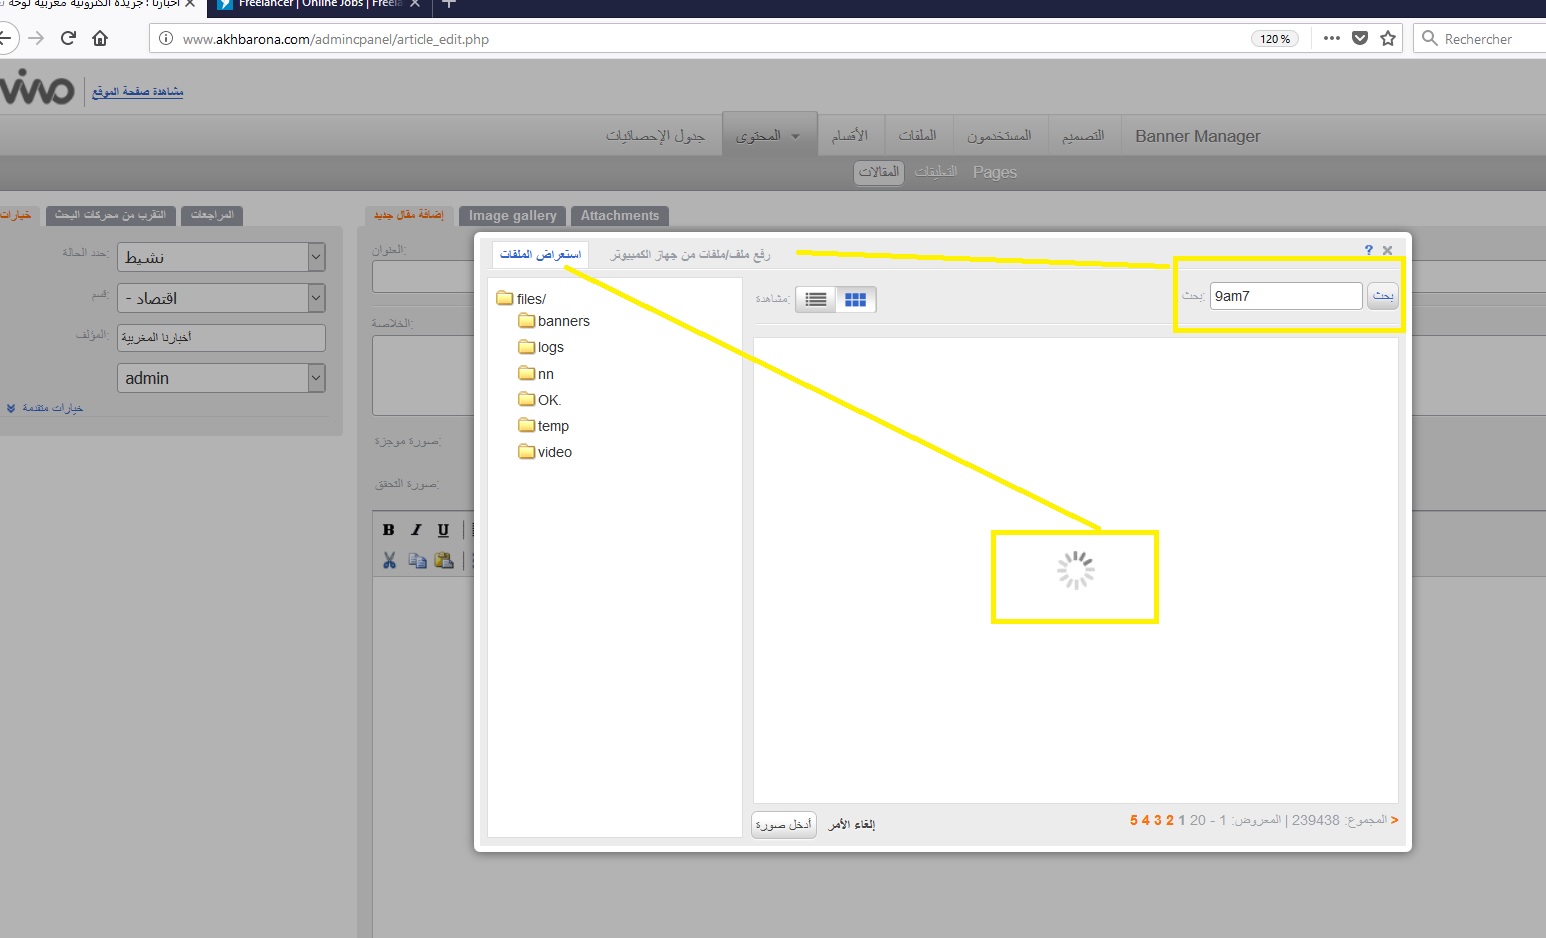 أخبارنا : جريدة الكترونية مغربية لوحة
Freelancer | Online Jobs | Freela
www.akhbarona.com/admincpanel/article_edit.php
120 %
Rechercher
vivvo
مشاهدة صفحة الموقع
جدول الإحصائيات
المحتوى
الأقسام
الملفات
المستخدمون
التصميم
Banner Manager
المقالات
التعليقات
Pages
خيارات
التقرب من محركات البحث
المراجعات
إضافة مقال جديد
Image gallery
Attachments
حدد الحالة:
نشيط
قسم:
اقتصاد -
المؤلف:
أخبارنا المغربية
admin
خيارات متقدمة
العنوان:
الخلاصة:
صورة موجزة:
صورة التحقق:
B I U
استعراض الملفات
رفع ملف/ملفات من جهاز الكمبيوتر
?
files/
banners
logs
nn
OK.
temp
video
مشاهدة:
بحث:
9am7
بحث
أدخل صورة
إلغاء الأمر
المجموع: 239438 | المعروض: 1 - 20 1 2 3 4 5 >